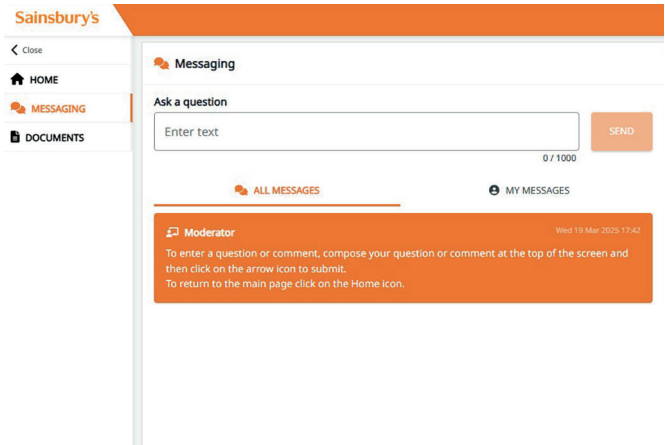 Sainsbury's
Close
HOME
MESSAGING
DOCUMENTS
Messaging
Ask a question
Enter text
SEND
0 / 1000
ALL MESSAGES
MY MESSAGES
Moderator
Wed 19 Mar 2025 17:42
To enter a question or comment, compose your question or comment at the top of the screen and
then click on the arrow icon to submit.
To return to the main page click on the Home icon.